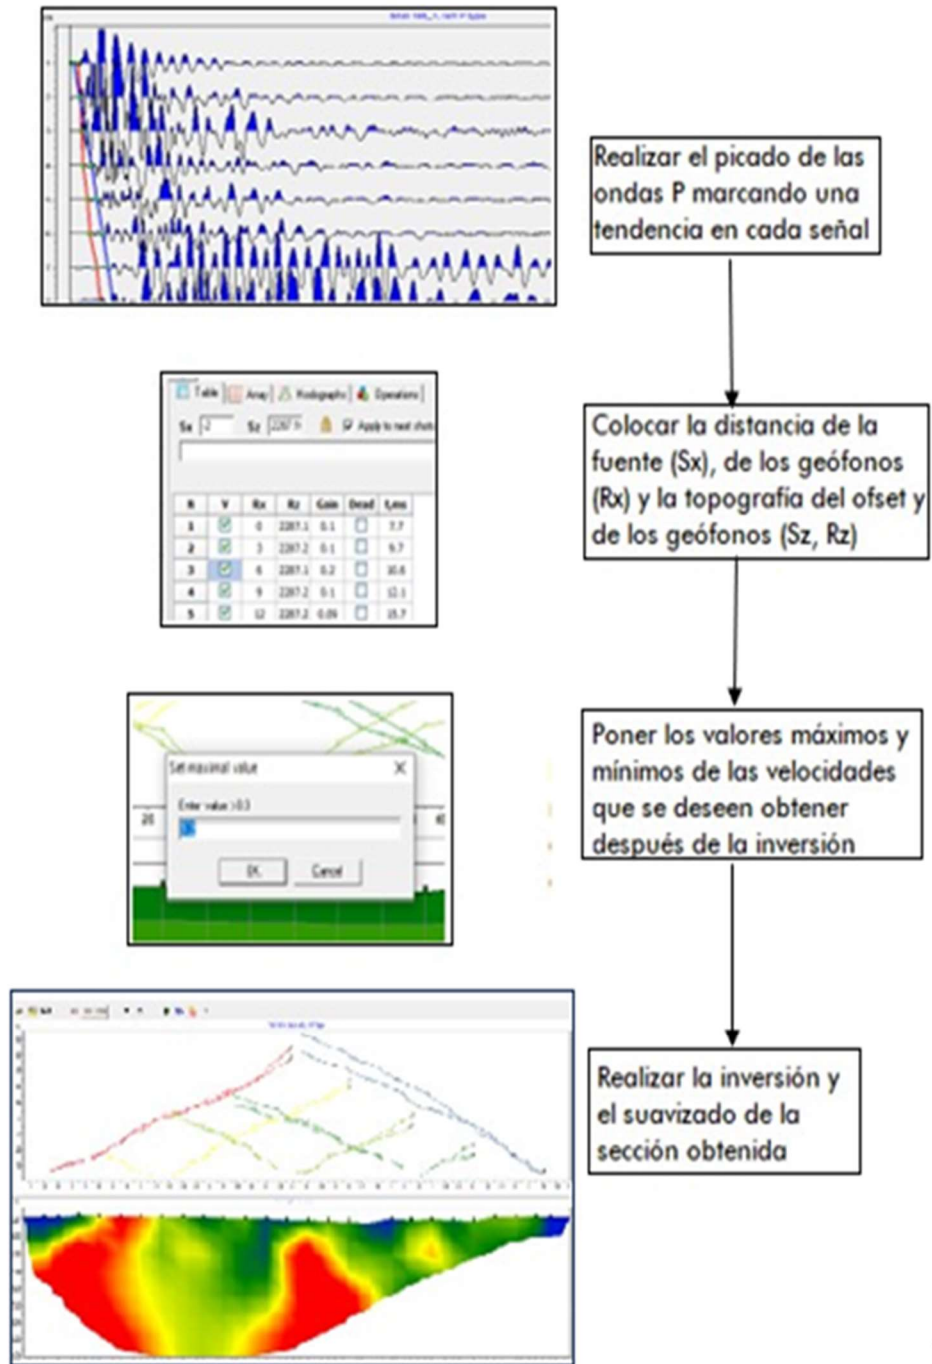 Realizar el picado de las
ondas P marcando una
tendencia en cada señal
Table Array Operations
Sx -2 Sz Apply to next shots
N V Rx Rz Gain Dead t,ms
1 0 2287.1 0.1 7.7
2 3 2287.2 0.1 9.7
3 6 2287.1 0.2 10.6
4 9 2287.2 0.1 12.1
5 12 2287.2 0.09 15.7
Colocar la distancia de la
fuente (Sx), de los geófonos
(Rx) y la topografía del ofset y
de los geófonos (Sz, Rz)
Set maximal value
Enter value >0.3
20
OK
Cancel
Poner los valores máximos y
mínimos de las velocidades
que se deseen obtener
después de la inversión
Realizar la inversión y
el suavizado de la
sección obtenida